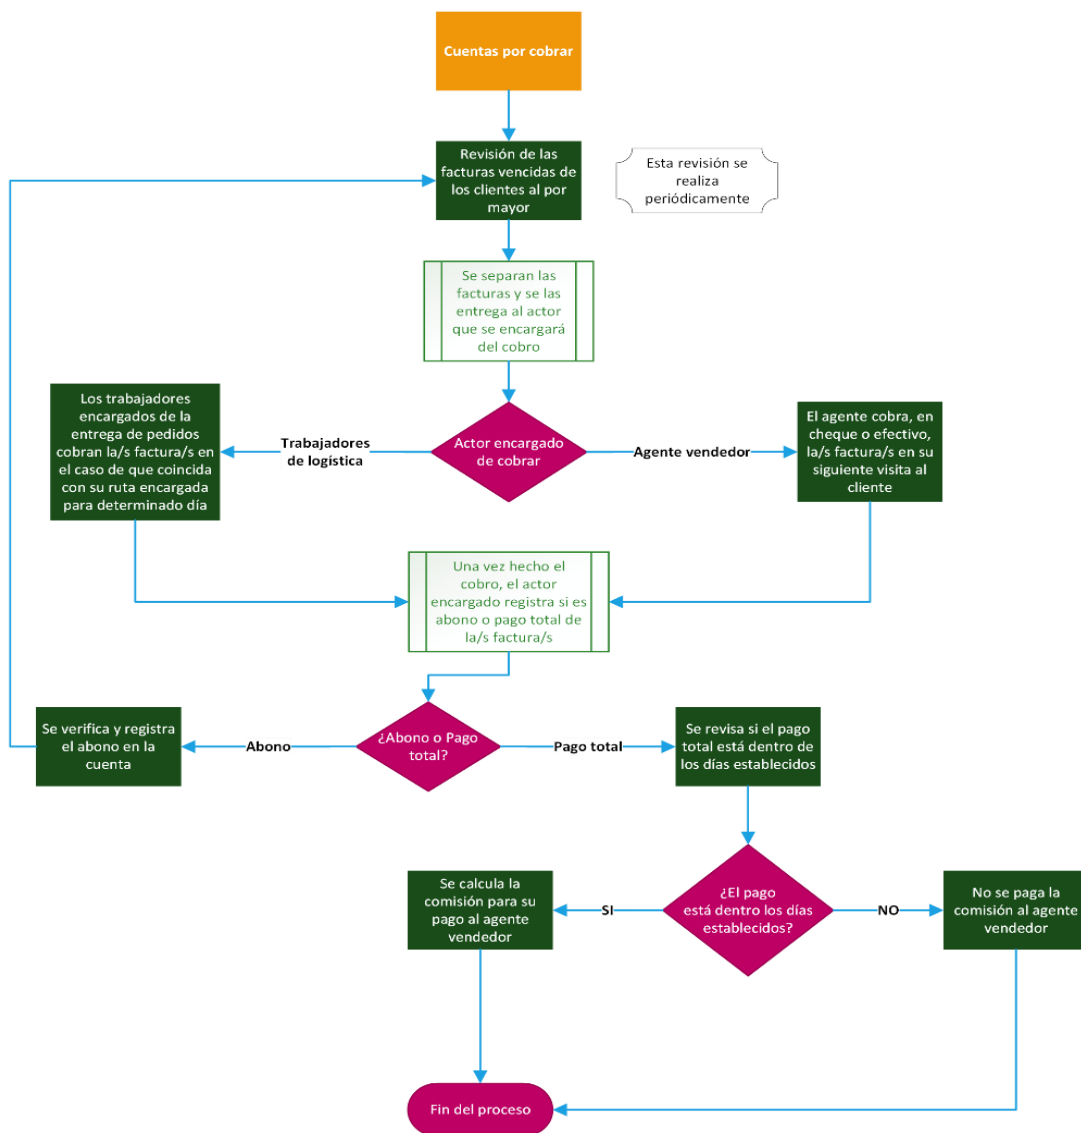 Cuentas por cobrar
Revisión de las
facturas vencidas de
los clientes al por
mayor
Esta revisión se
realiza
periódicamente
Se separan las
facturas y se las
entrega al actor
que se encargará
del cobro
Los trabajadores
encargados de la
entrega de pedidos
cobran la/s factura/s en
el caso de que coincida
con su ruta encargada
para determinado día
Trabajadores
de logística
Actor encargado
de cobrar
Agente vendedor
El agente cobra, en
cheque o efectivo,
la/s factura/s en su
siguiente visita al
cliente
Una vez hecho el
cobro, el actor
encargado registra si es
abono o pago total de
la/s factura/s
Se verifica y registra
el abono en la
cuenta
Abono
¿Abono o Pago
total?
Pago total
Se revisa si el pago
total está dentro de
los días establecidos
Se calcula la
comisión para su
pago al agente
vendedor
SI
¿El pago
está dentro los días
establecidos?
NO
No se paga la
comisión al agente
vendedor
Fin del proceso